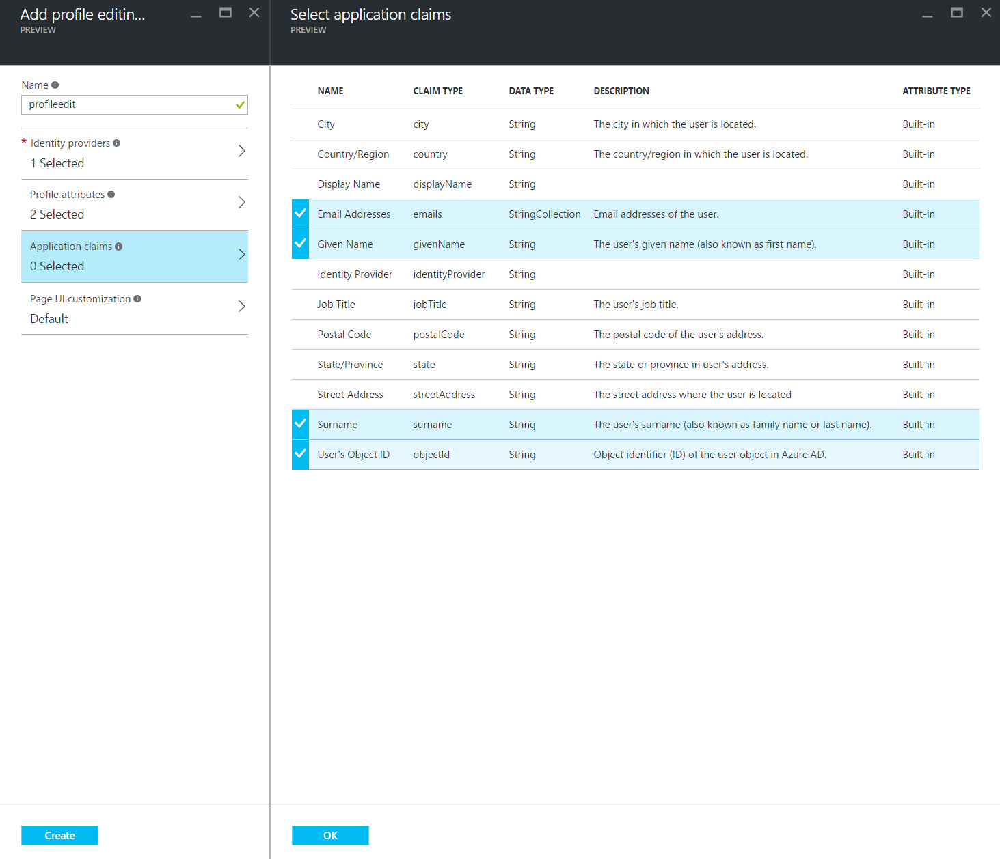 Add profile editin...
PREVIEW
Name
profileedit
* Identity providers
1 Selected
Profile attributes
2 Selected
Application claims
0 Selected
Page UI customization
Default
Create
Select application claims
PREVIEW
NAME CLAIM TYPE DATA TYPE DESCRIPTION ATTRIBUTE TYPE
City city String The city in which the user is located. Built-in
Country/Region country String The country/region in which the user is located. Built-in
Display Name displayName String Built-in
Email Addresses emails StringCollection Email addresses of the user. Built-in
Given Name givenName String The user's given name (also known as first name). Built-in
Identity Provider identityProvider String Built-in
Job Title jobTitle String The user's job title. Built-in
Postal Code postalCode String The postal code of the user's address. Built-in
State/Province state String The state or province in user's address. Built-in
Street Address streetAddress String The street address where the user is located Built-in
Surname surname String The user's surname (also known as family name or last name). Built-in
User's Object ID objectId String Object identifier (ID) of the user object in Azure AD. Built-in
OK